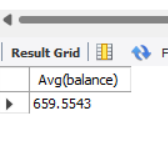 Result Grid
F
Avg(balance)
659.5543